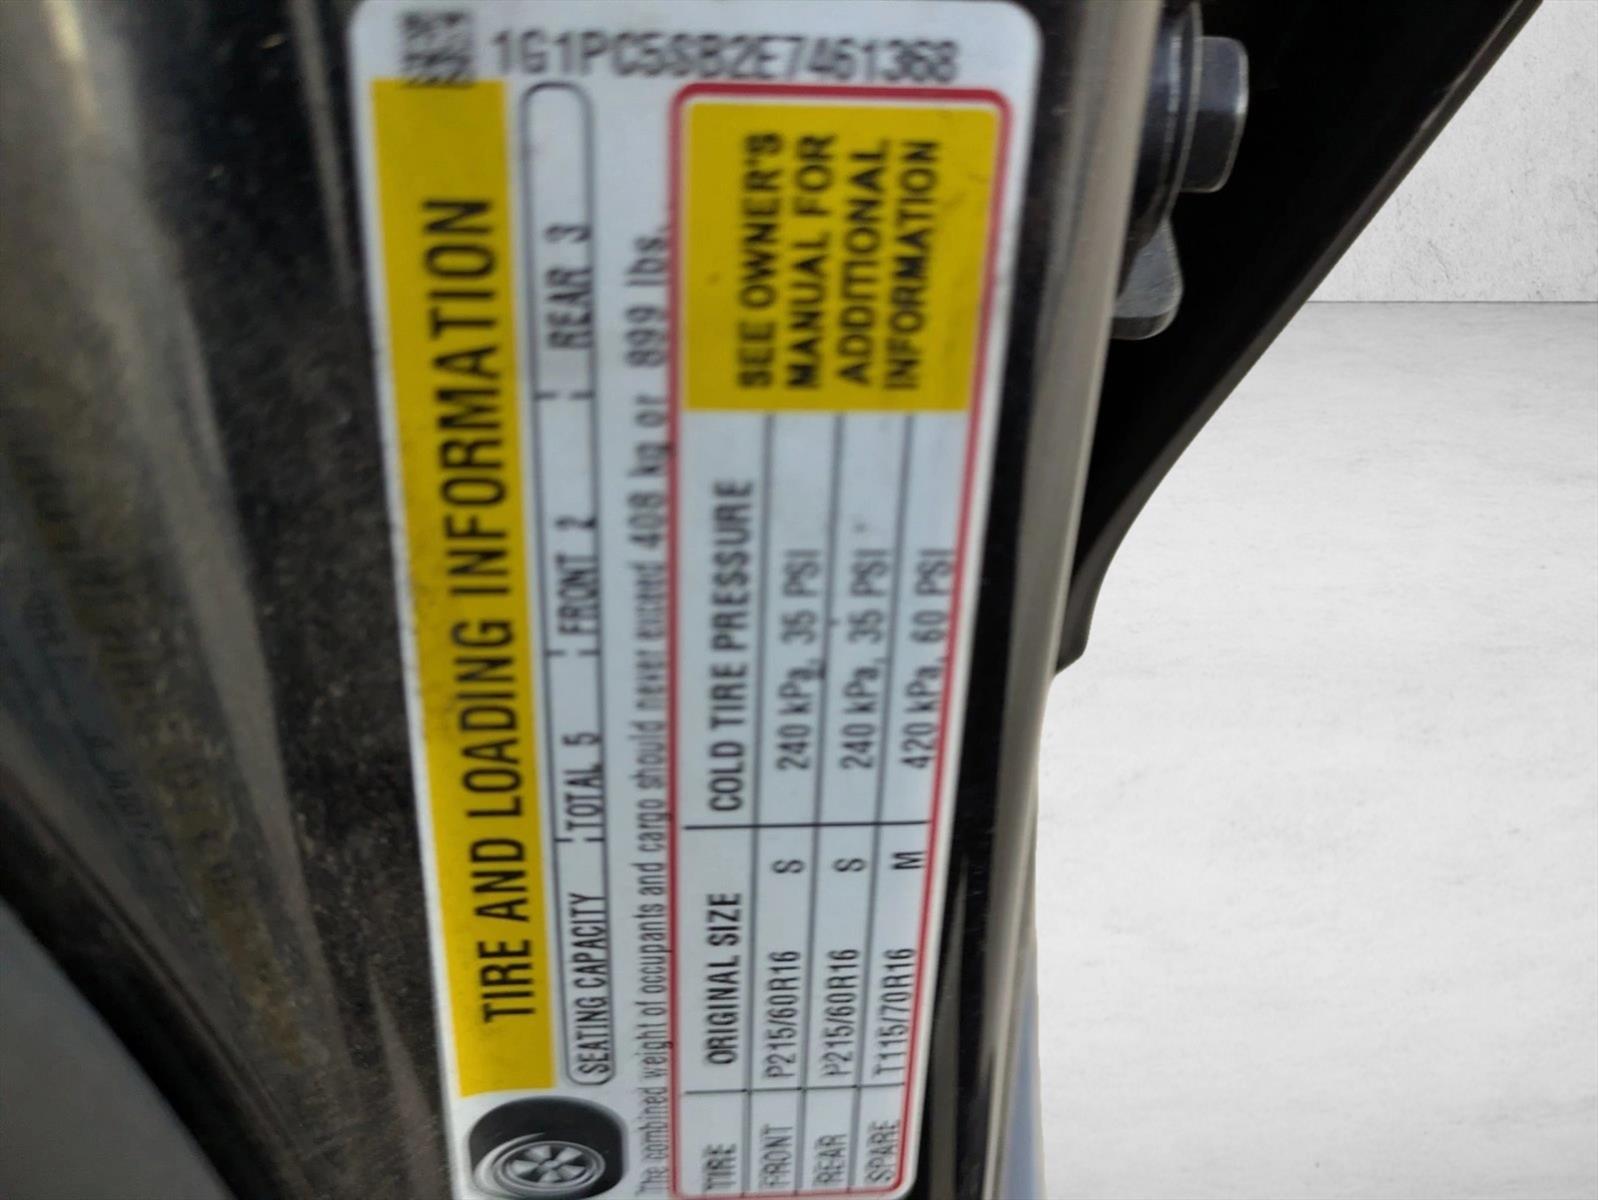 1G1PC5SB2E7461368
TIRE AND LOADING INFORMATION
SEATING CAPACITY TOTAL 5 FRONT 2 REAR 3
The combined weight of occupants and cargo should never exceed 408 kg or 899 lbs.
TIRE ORIGINAL SIZE COLD TIRE PRESSURE
FRONT P215/60R16 S 240 kPa, 35 PSI
REAR P215/60R16 S 240 kPa, 35 PSI
SPARE T115/70R16 M 420 kPa, 60 PSI
SEE OWNER'S
MANUAL FOR
ADDITIONAL
INFORMATION